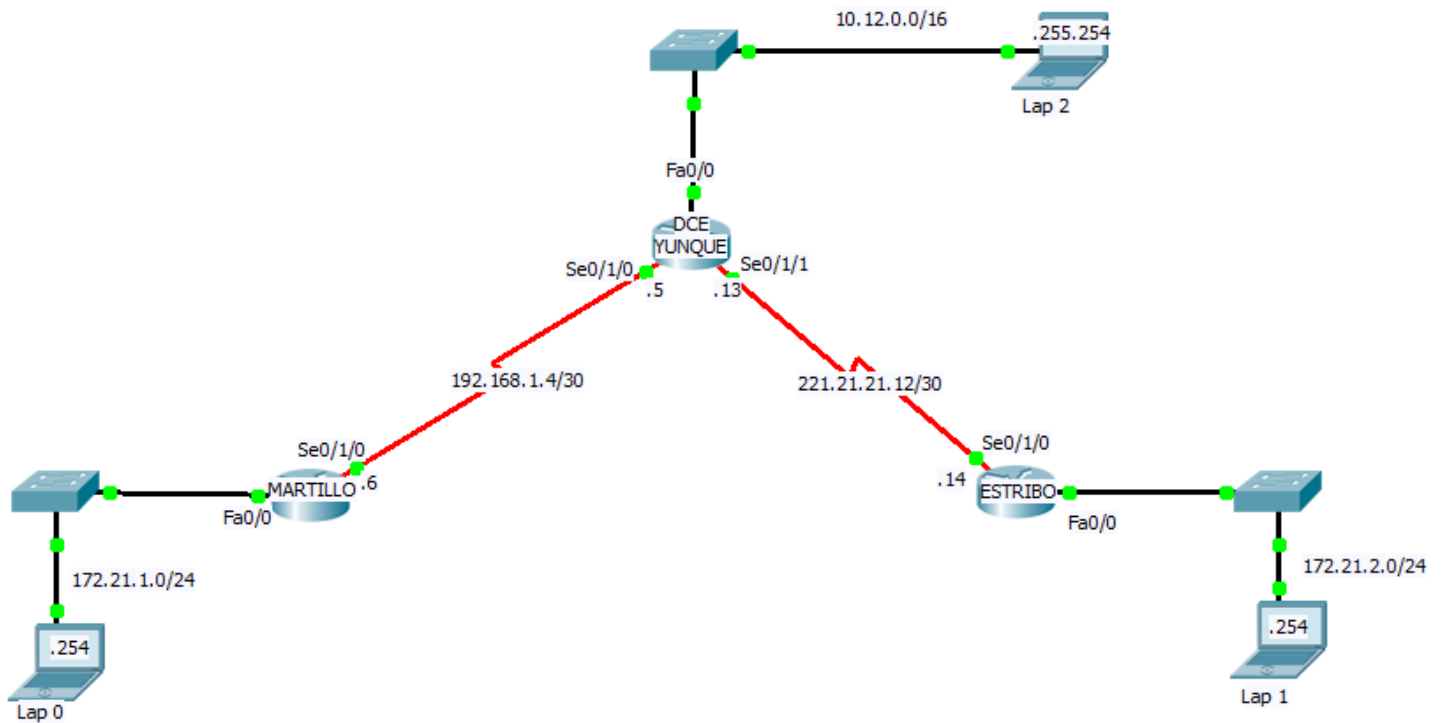 10.12.0.0/16
.255.254
Lap 2
Fa0/0
DCE
YUNQUE
Se0/1/0
Se0/1/1
.5
.13
192.168.1.4/30
221.21.21.12/30
Se0/1/0
Se0/1/0
.6
.14
MARTILLO
ESTRIBO
Fa0/0
Fa0/0
172.21.1.0/24
172.21.2.0/24
.254
.254
Lap 0
Lap 1